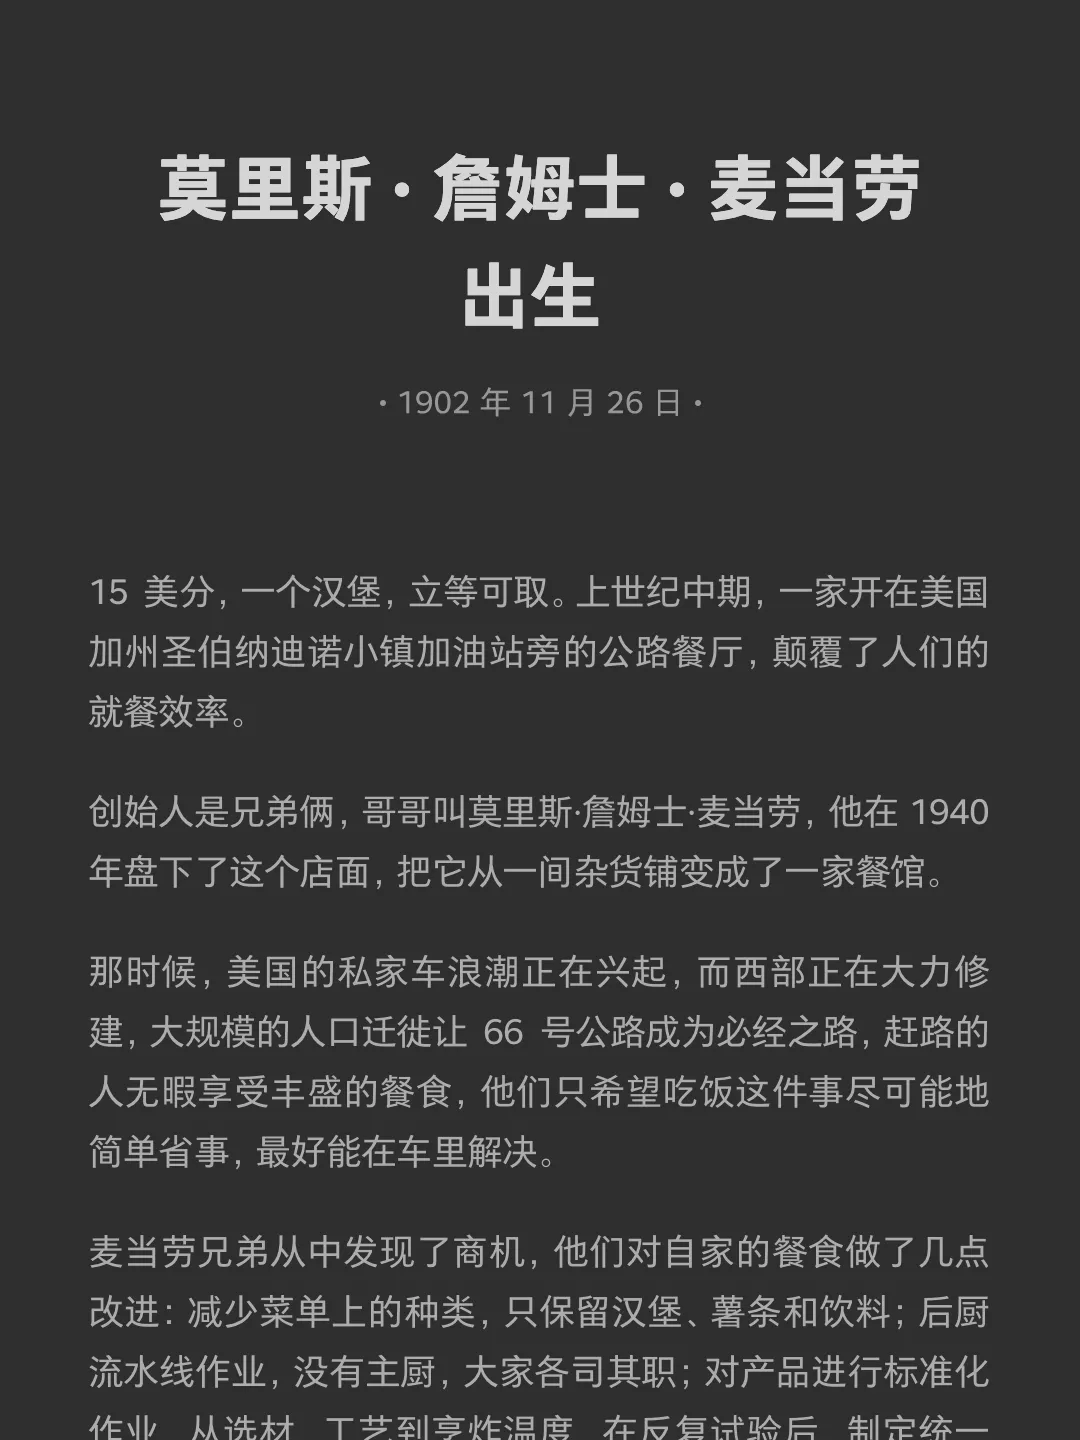 莫里斯·詹姆士·麦当劳
出生
·1902 年 11 月 26 日·
15 美分，一个汉堡，立等可取。上世纪中期，一家开在美国
加州圣伯纳迪诺小镇加油站旁的公路餐厅，颠覆了人们的
就餐效率。
创始人是兄弟俩，哥哥叫莫里斯·詹姆士·麦当劳，他在 1940
年盘下了这个店面，把它从一间杂货铺变成了一家餐馆。
那时候，美国的私家车浪潮正在兴起，而西部正在大力修
建，大规模的人口迁徙让 66 号公路成为必经之路，赶路的
人无暇享受丰盛的餐食，他们只希望吃饭这件事尽可能地
简单省事，最好能在车里解决。
麦当劳兄弟从中发现了商机，他们对自家的餐食做了几点
改进：减少菜单上的种类，只保留汉堡、薯条和饮料；后厨
流水线作业，没有主厨，大家各司其职；对产品进行标准化
作业，从选材、工艺到烹炸温度，在反复试验后，制定统一